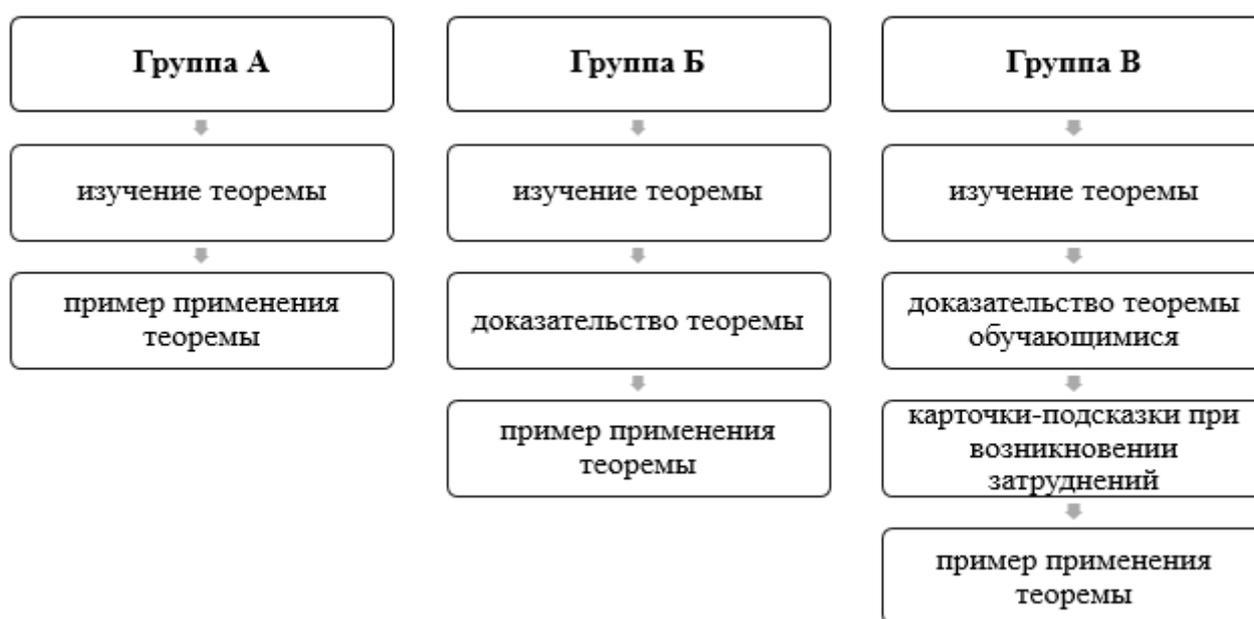 Группа А
изучение теоремы
пример применения
теоремы
Группа Б
изучение теоремы
доказательство теоремы
пример применения
теоремы
Группа В
изучение теоремы
доказательство теоремы
обучающимися
карточки-подсказки при
возникновении
затруднений
пример применения
теоремы